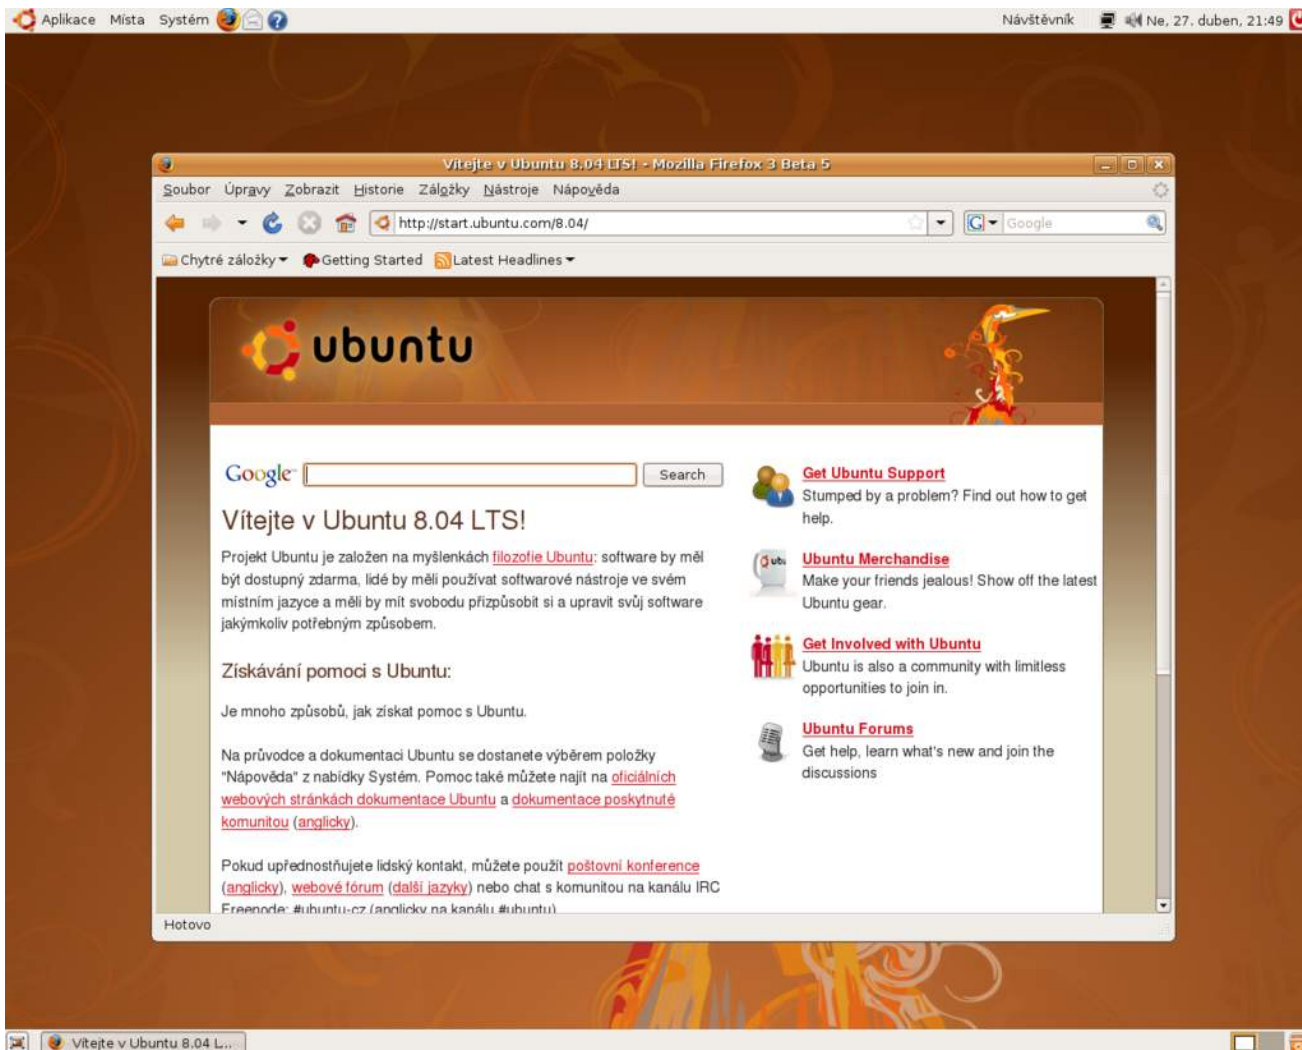 Aplikace Místa Systém Návštěvník Ne, 27. duben, 21:49
Vítejte v Ubuntu 8.04 LTS! - Mozilla Firefox 3 Beta 5
Soubor Úpravy Zobrazit Historie Záložky Nástroje Nápověda
http://start.ubuntu.com/8.04/ G Google
Chytré záložky Getting Started Latest Headlines
ubuntu
Google Search
Vítejte v Ubuntu 8.04 LTS!
Projekt Ubuntu je založen na myšlenkách filozofie Ubuntu: software by měl
být dostupný zdarma, lidé by měli používat softwarové nástroje ve svém
místním jazyce a měli by mít svobodu přizpůsobit si a upravit svůj software
jakýmkoliv potřebným způsobem.
Získávání pomoci s Ubuntu:
Je mnoho způsobů, jak získat pomoc s Ubuntu.
Na průvodce a dokumentaci Ubuntu se dostanete výběrem položky
"Nápověda" z nabídky Systém. Pomoc také můžete najít na oficiálních
webových stránkách dokumentace Ubuntu a dokumentace poskytnuté
komunitou (anglicky).
Pokud upřednostňujete lidský kontakt, můžete použít poštovní konference
(anglicky), webové fórum (další jazyky) nebo chat s komunitou na kanálu IRC
Freenode: #ubuntu-cz (anglicky na kanálu #ubuntu)
Get Ubuntu Support
Stumped by a problem? Find out how to get
help.
ubu
Ubuntu Merchandise
Make your friends jealous! Show off the latest
Ubuntu gear.
Get Involved with Ubuntu
Ubuntu is also a community with limitless
opportunities to join in.
Ubuntu Forums
Get help, learn what's new and join the
discussions
Hotovo
Vítejte v Ubuntu 8.04 L...